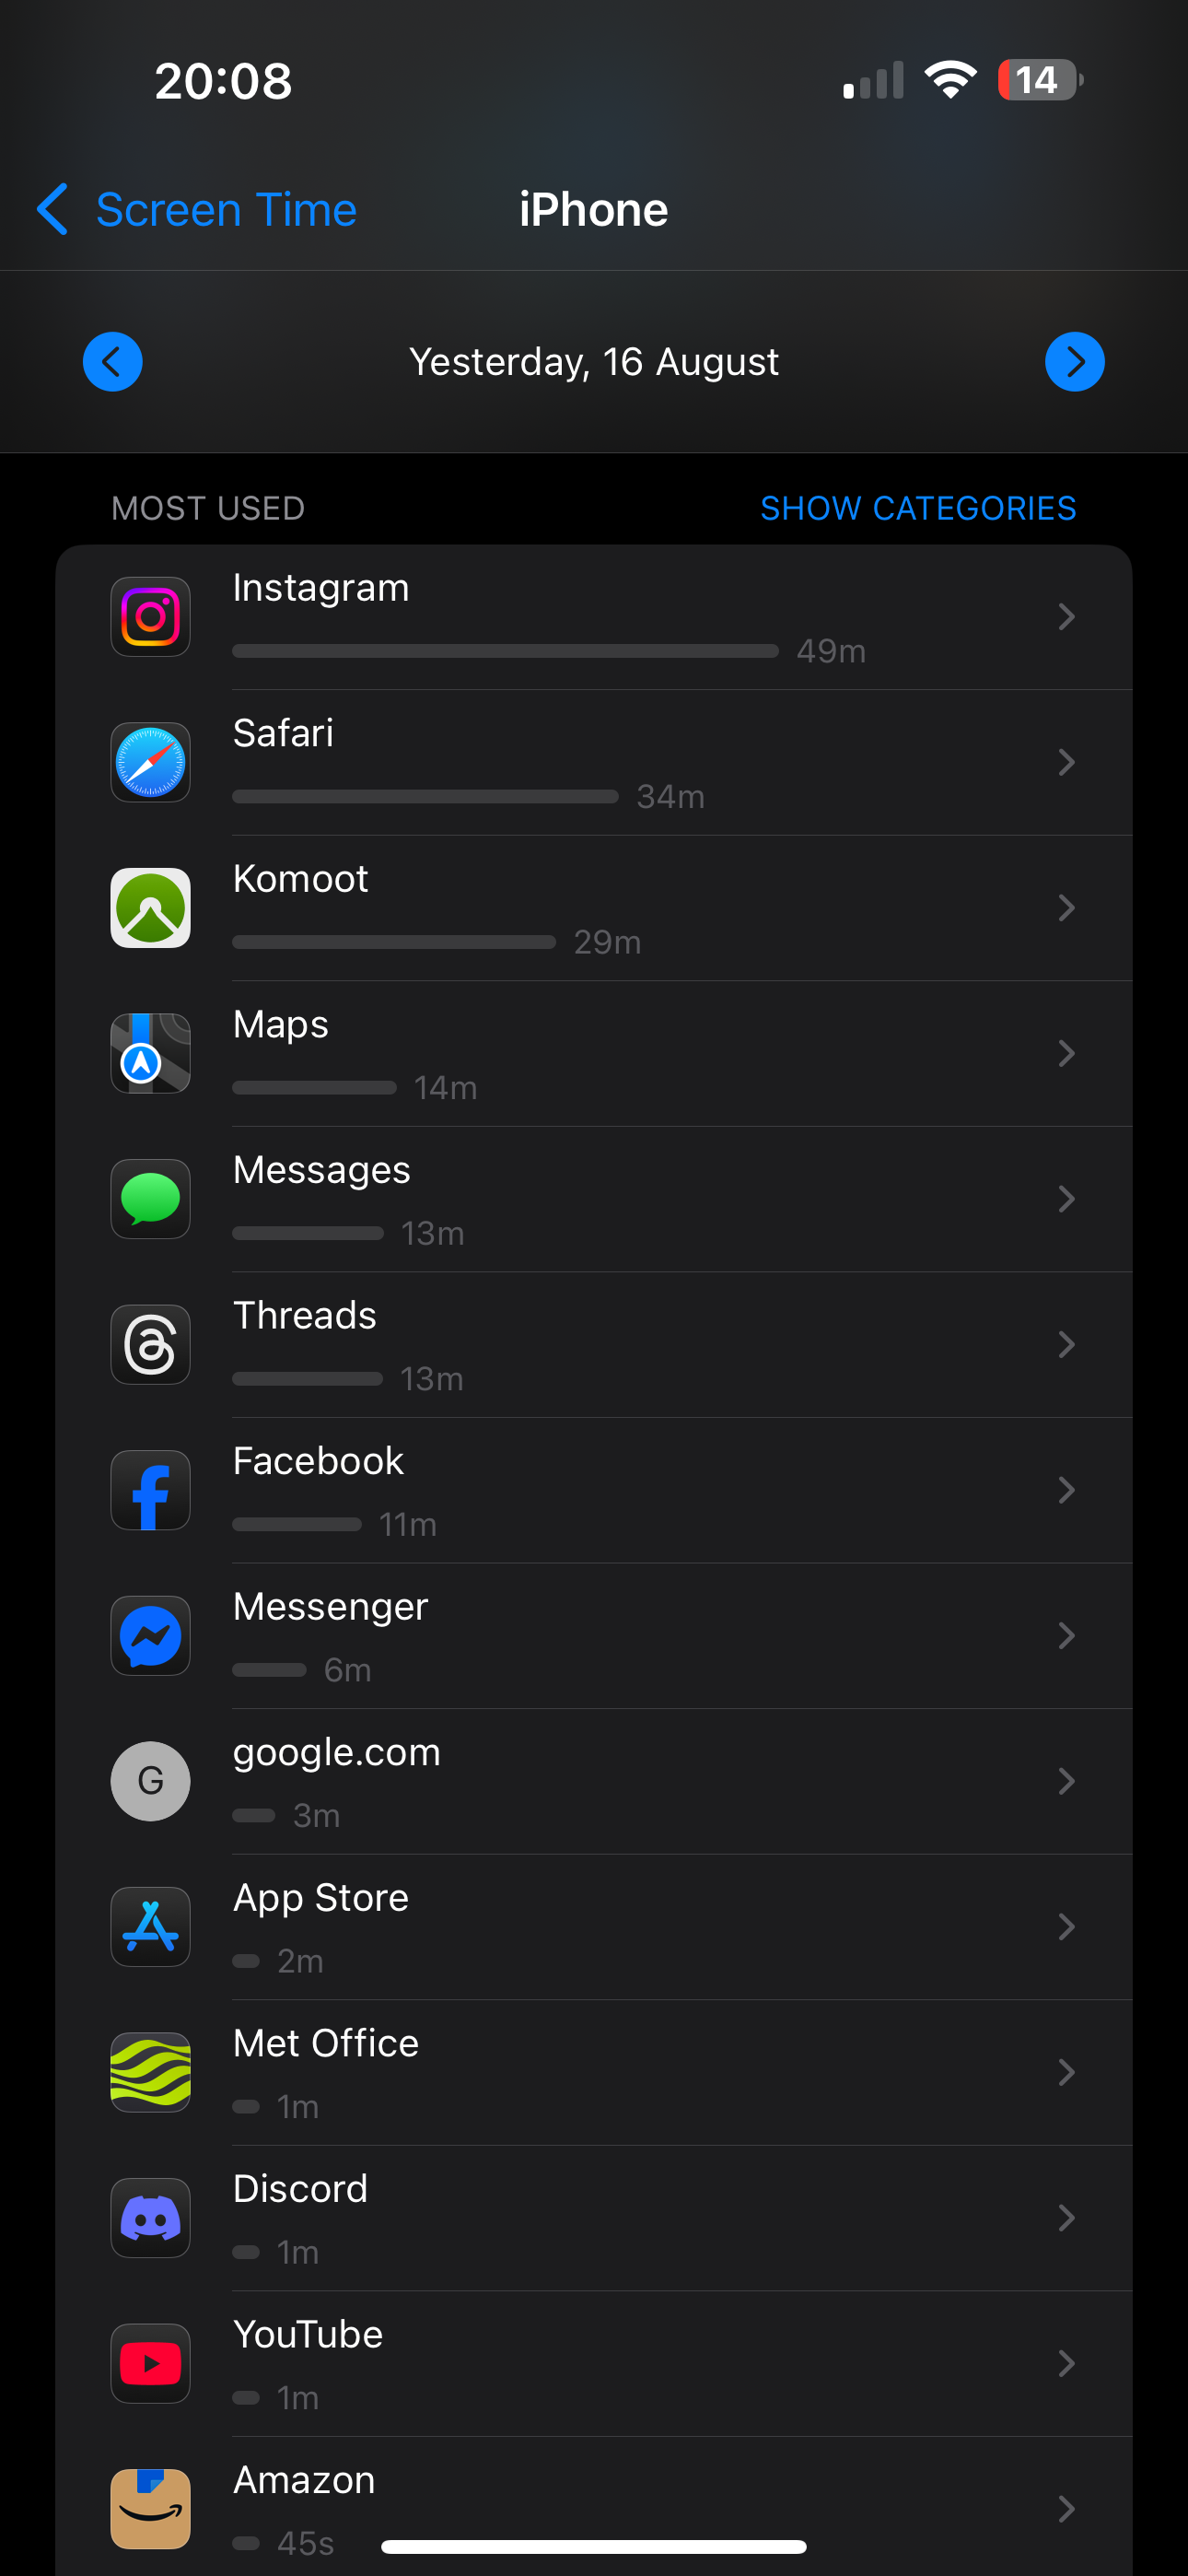 20:08
14
Screen Time
iPhone
Yesterday, 16 August
MOST USED
SHOW CATEGORIES
Instagram
49m
Safari
34m
Komoot
29m
Maps
14m
Messages
13m
Threads
13m
Facebook
11m
Messenger
6m
G
google.com
3m
App Store
2m
Met Office
1m
Discord
1m
YouTube
1m
Amazon
45s